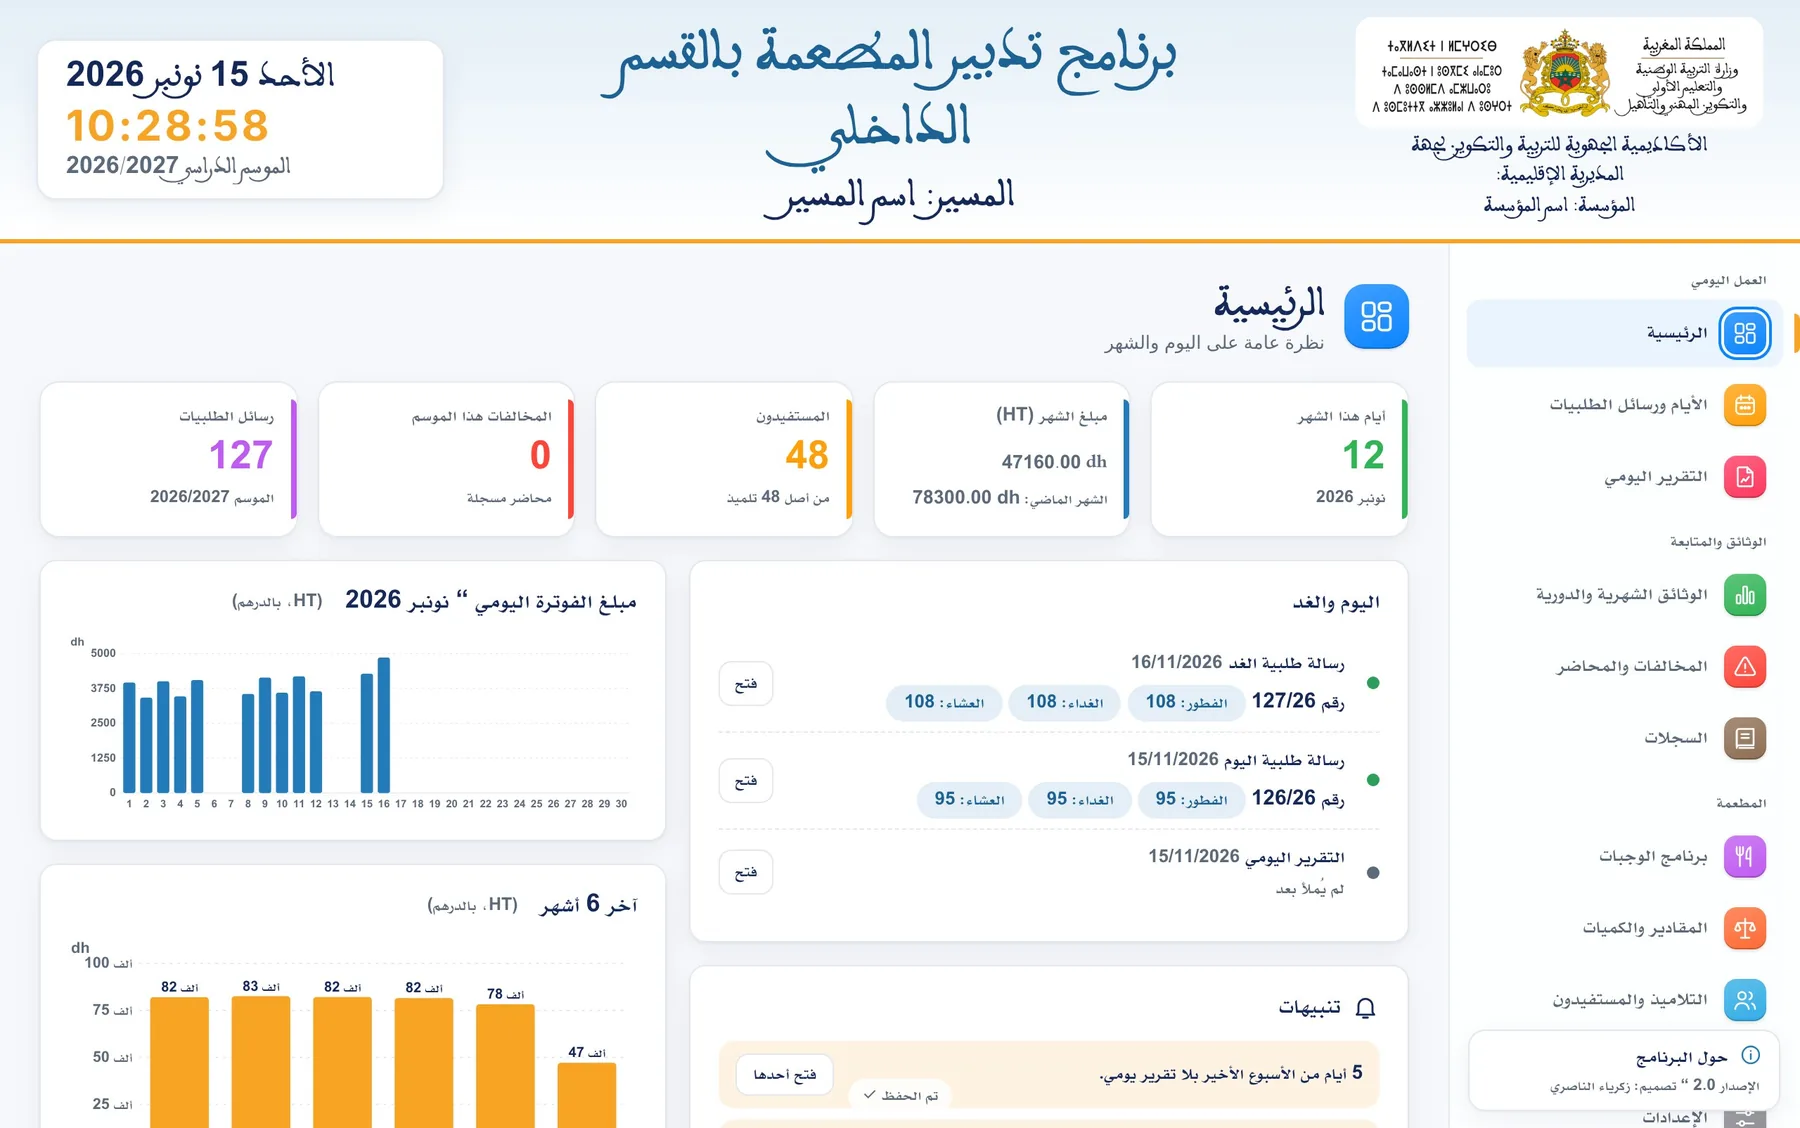 ⵜⴰⴳⵍⴷⵉⵜ ⵏ ⵍⵎⵖⵔⵉⴱ
المملكة المغربية
وزارة التربية الوطنية
والتعليم الأولي
والتكوين المهني والتأهيل
الأكاديمية الجهوية للتربية والتكوين لجهة
المديرية الإقليمية:
المؤسسة: اسم المؤسسة
برنامج تدبير المطعمة بالقسم
الداخلي
المسير: اسم المسير
الأحد 15 نونبر 2026
10:28:58
الموسم الدراسي 2026/2027
العمل اليومي
الرئيسية
الأيام ورسائل الطلبيات
التقرير اليومي
الوثائق والمتابعة
الوثائق الشهرية والدورية
المخالفات والمحاضر
السجلات
المطعمة
برنامج الوجبات
المقادير والكميات
التلاميذ والمستفيدون
حول البرنامج
الإصدار 2.0 “ تصميم: زكرياء الناصري
الإعدادات
الرئيسية
نظرة عامة على اليوم والشهر
أيام هذا الشهر
12
نونبر 2026
مبلغ الشهر (HT)
47160.00 dh
الشهر الماضي: 78300.00 dh
المستفيدون
48
من أصل 48 تلميذ
المخالفات هذا الموسم
0
محاضر مسجلة
رسائل الطلبيات
127
الموسم 2026/2027
اليوم والغد
رسالة طلبية الغد 16/11/2026
رقم 127/26 الفطور: 108 الغداء: 108 العشاء: 108
فتح
رسالة طلبية اليوم 15/11/2026
رقم 126/26 الفطور: 95 الغداء: 95 العشاء: 95
فتح
التقرير اليومي 15/11/2026
لم يُملأ بعد
فتح
تنبيهات
5 أيام من الأسبوع الأخير بلا تقرير يومي.
فتح أحدها
تم الحفظ ✓
مبلغ الفوترة اليومي “ نونبر 2026 (HT، بالدرهم)
dh
5000
3750
2500
1250
0
1 2 3 4 5 6 7 8 9 10 11 12 13 14 15 16 17 18 19 20 21 22 23 24 25 26 27 28 29 30
آخر 6 أشهر (HT، بالدرهم)
dh
100 ألف
75 ألف
50 ألف
25 ألف
82 ألف 83 ألف 82 ألف 82 ألف 78 ألف 47 ألف